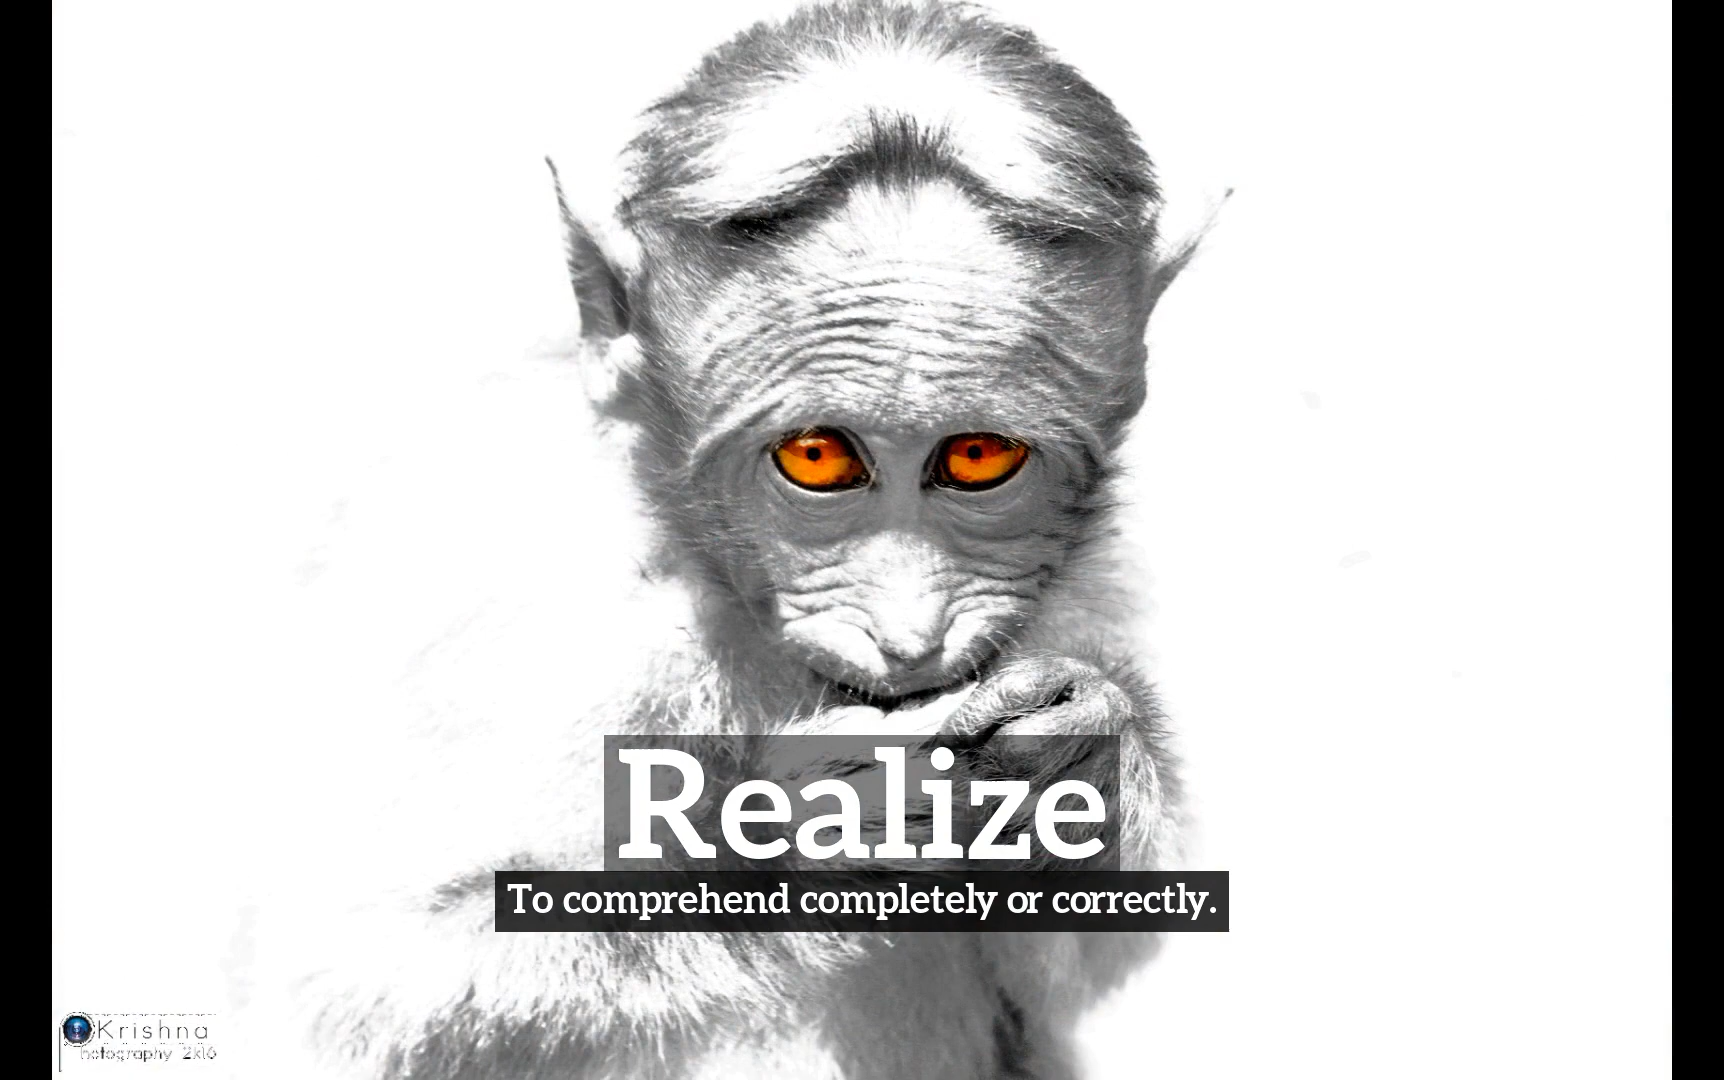 Realize
To comprehend completely or correctly.
Krishna
hotography 2k16